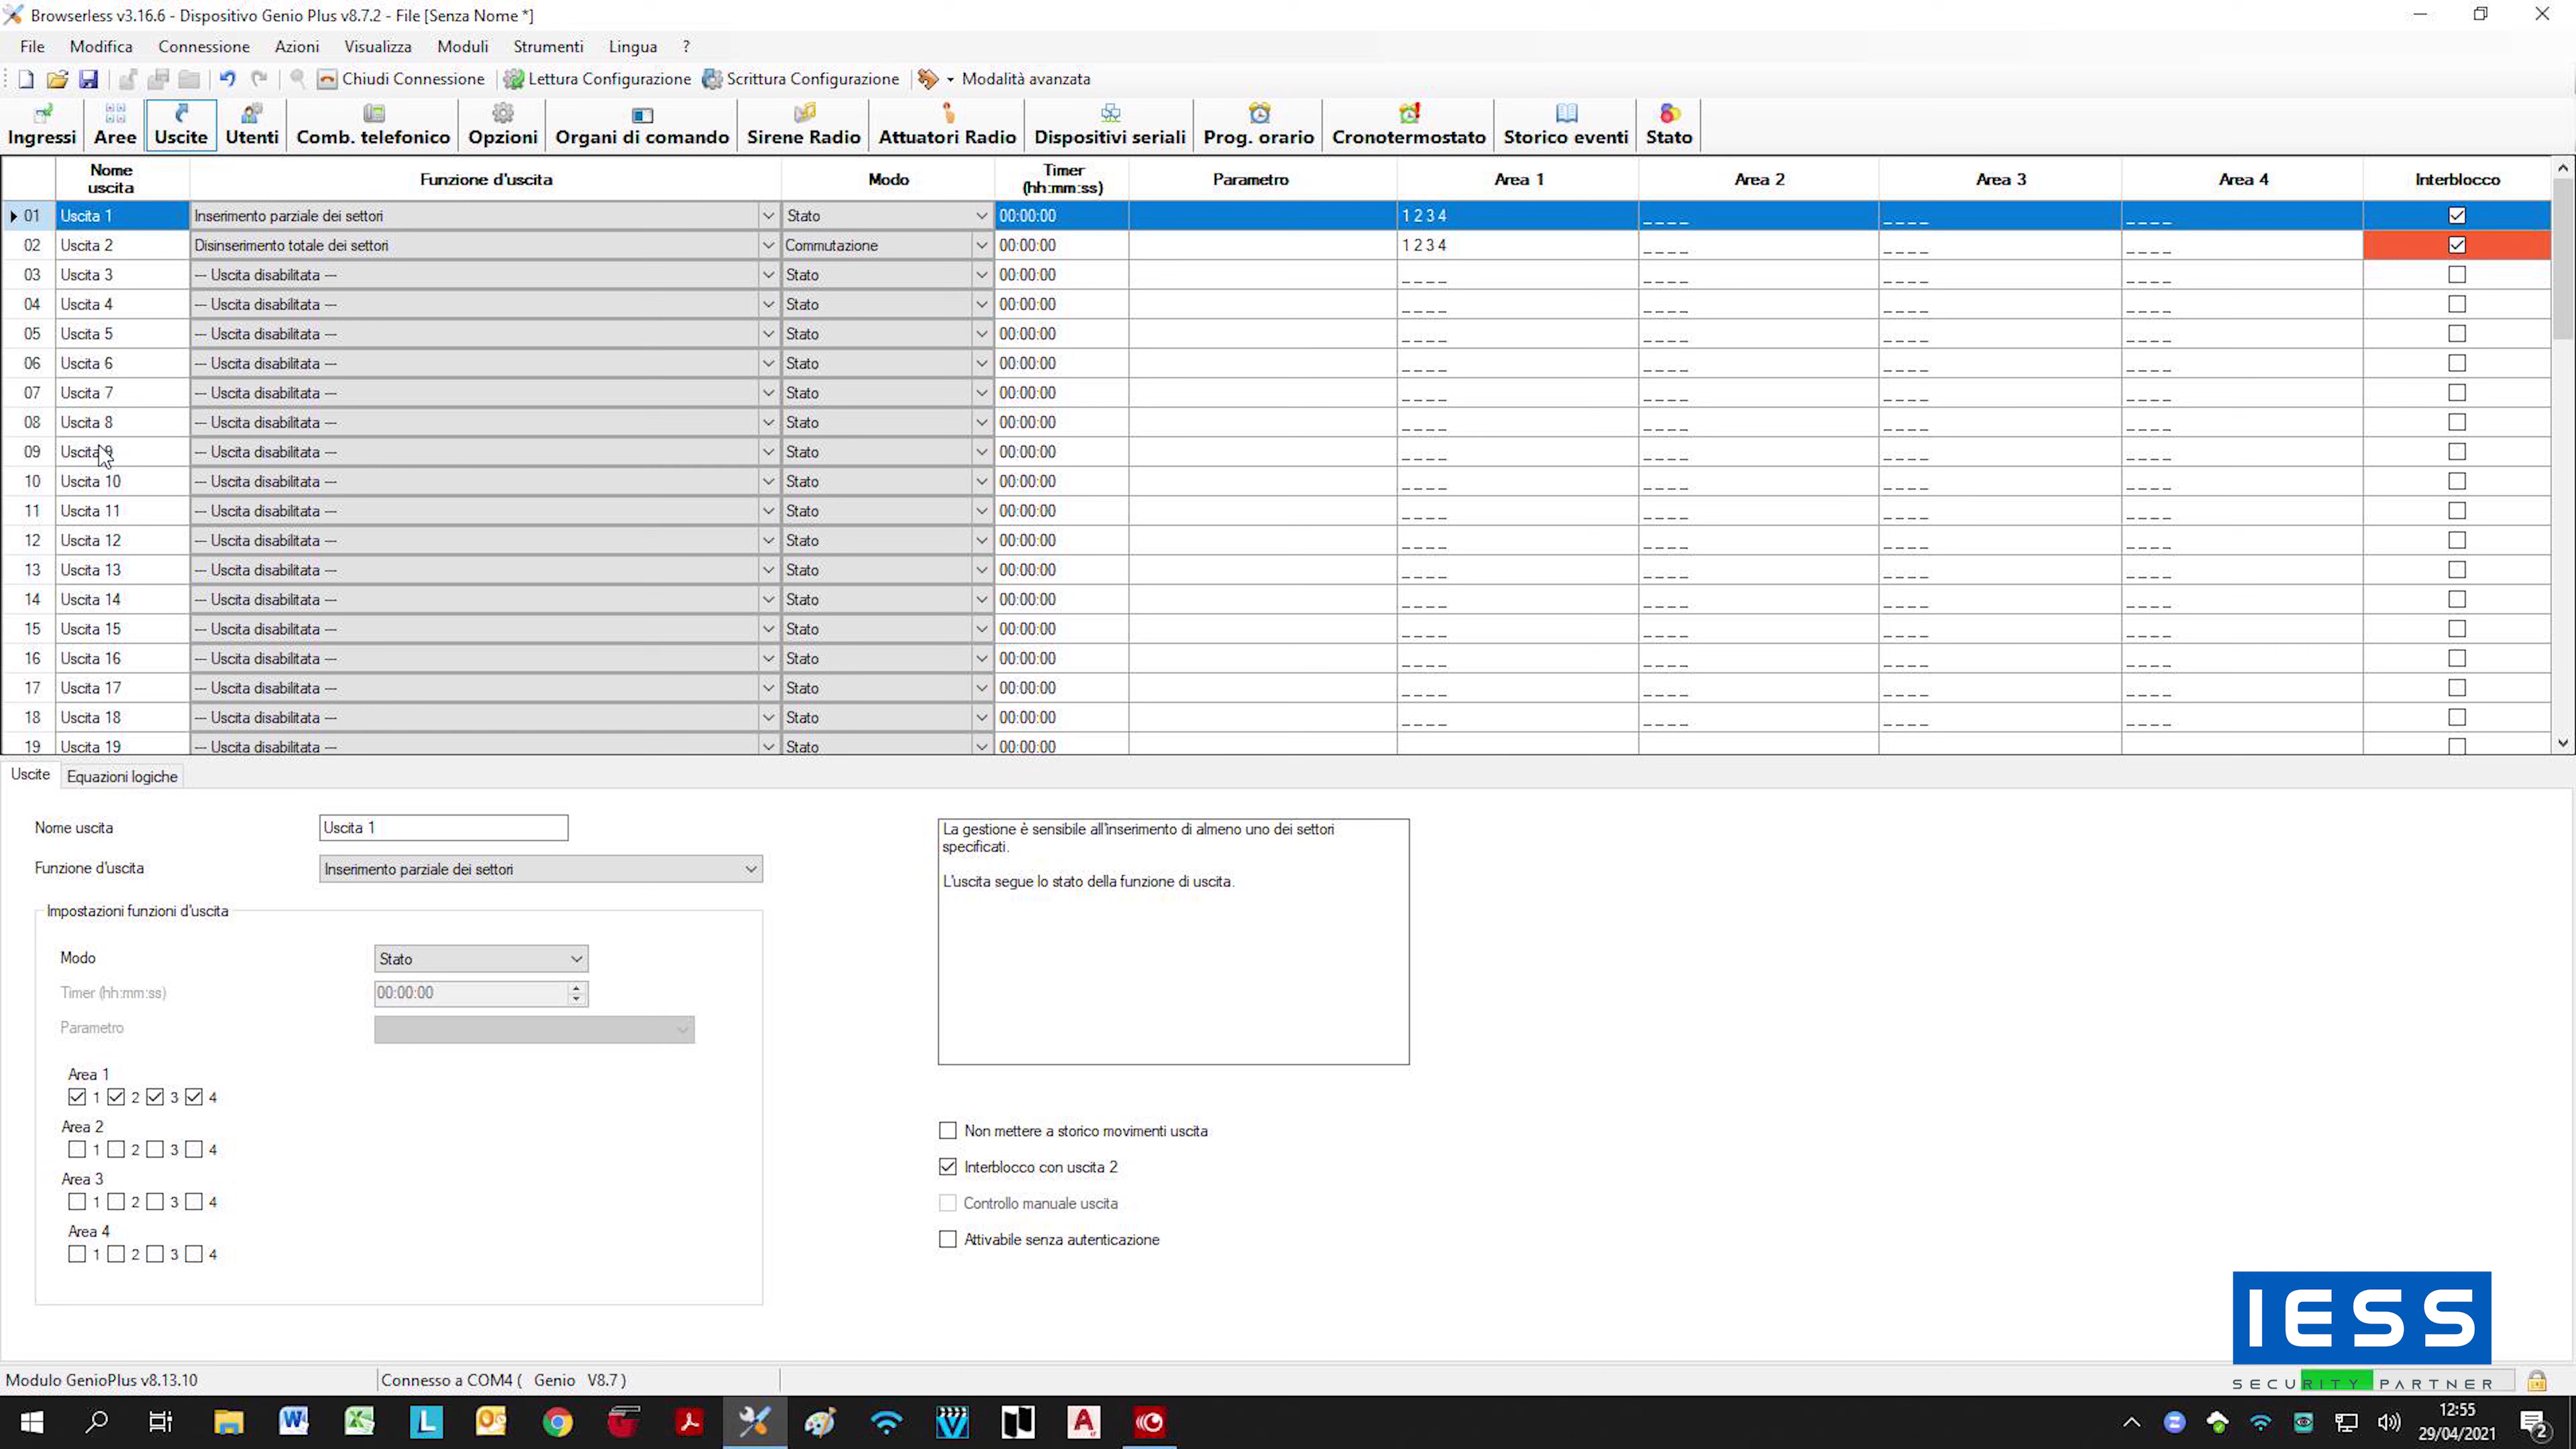 Browserless v3.16.6 - Dispositivo Genio Plus v8.7.2 - File [Senza Nome *]
File Modifica Connessione Azioni Visualizza Moduli Strumenti Lingua ?
Chiudi Connessione Lettura Configurazione Scrittura Configurazione Modalità avanzata
Ingressi Aree Uscite Utenti Comb. telefonico Opzioni Organi di comando Sirene Radio Attuatori Radio Dispositivi seriali Prog. orario Cronotermostato Storico eventi Stato
Nome uscita Funzione d'uscita Modo Timer (hh:mm:ss) Parametro Area 1 Area 2 Area 3 Area 4 Interblocco
01 Uscita 1 Inserimento parziale dei settori Stato 00:00:00 1 2 3 4 _ _ _ _ _ _ _ _ _ _ _ _
02 Uscita 2 Disinserimento totale dei settori Commutazione 00:00:00 1 2 3 4 _ _ _ _ _ _ _ _ _ _ _ _
03 Uscita 3 -- Uscita disabilitata -- Stato 00:00:00 _ _ _ _ _ _ _ _ _ _ _ _ _ _ _ _
04 Uscita 4 -- Uscita disabilitata -- Stato 00:00:00 _ _ _ _ _ _ _ _ _ _ _ _ _ _ _ _
05 Uscita 5 -- Uscita disabilitata -- Stato 00:00:00 _ _ _ _ _ _ _ _ _ _ _ _ _ _ _ _
06 Uscita 6 -- Uscita disabilitata -- Stato 00:00:00 _ _ _ _ _ _ _ _ _ _ _ _ _ _ _ _
07 Uscita 7 -- Uscita disabilitata -- Stato 00:00:00 _ _ _ _ _ _ _ _ _ _ _ _ _ _ _ _
08 Uscita 8 -- Uscita disabilitata -- Stato 00:00:00 _ _ _ _ _ _ _ _ _ _ _ _ _ _ _ _
09 Uscita 9 -- Uscita disabilitata -- Stato 00:00:00 _ _ _ _ _ _ _ _ _ _ _ _ _ _ _ _
10 Uscita 10 -- Uscita disabilitata -- Stato 00:00:00 _ _ _ _ _ _ _ _ _ _ _ _ _ _ _ _
11 Uscita 11 -- Uscita disabilitata -- Stato 00:00:00 _ _ _ _ _ _ _ _ _ _ _ _ _ _ _ _
12 Uscita 12 -- Uscita disabilitata -- Stato 00:00:00 _ _ _ _ _ _ _ _ _ _ _ _ _ _ _ _
13 Uscita 13 -- Uscita disabilitata -- Stato 00:00:00 _ _ _ _ _ _ _ _ _ _ _ _ _ _ _ _
14 Uscita 14 -- Uscita disabilitata -- Stato 00:00:00 _ _ _ _ _ _ _ _ _ _ _ _ _ _ _ _
15 Uscita 15 -- Uscita disabilitata -- Stato 00:00:00 _ _ _ _ _ _ _ _ _ _ _ _ _ _ _ _
16 Uscita 16 -- Uscita disabilitata -- Stato 00:00:00 _ _ _ _ _ _ _ _ _ _ _ _ _ _ _ _
17 Uscita 17 -- Uscita disabilitata -- Stato 00:00:00 _ _ _ _ _ _ _ _ _ _ _ _ _ _ _ _
18 Uscita 18 -- Uscita disabilitata -- Stato 00:00:00 _ _ _ _ _ _ _ _ _ _ _ _ _ _ _ _
19 Uscita 19 -- Uscita disabilitata -- Stato 00:00:00
Uscite Equazioni logiche
Nome uscita Uscita 1
Funzione d'uscita Inserimento parziale dei settori
Impostazioni funzioni d'uscita
Modo Stato
Timer (hh:mm:ss) 00:00:00
Parametro
Area 1
1 2 3 4
Area 2
1 2 3 4
Area 3
1 2 3 4
Area 4
1 2 3 4
La gestione è sensibile all'inserimento di almeno uno dei settori
specificati.
L'uscita segue lo stato della funzione di uscita.
Non mettere a storico movimenti uscita
Interblocco con uscita 2
Controllo manuale uscita
Attivabile senza autenticazione
IESS
SECURITY PARTNER
Modulo GenioPlus v8.13.10 Connesso a COM4 ( Genio V8.7 )
12:55
29/04/2021
2